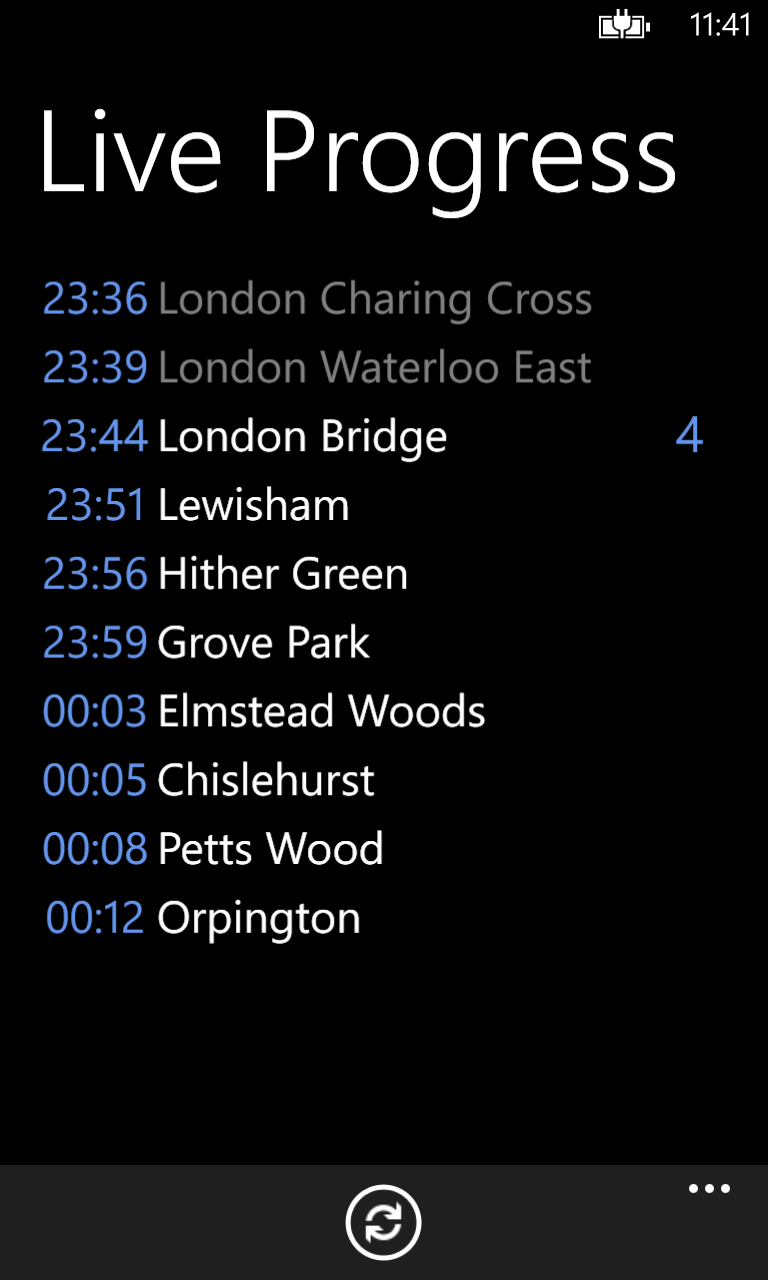 11:41
Live Progress
23:36 London Charing Cross
23:39 London Waterloo East
23:44 London Bridge 4
23:51 Lewisham
23:56 Hither Green
23:59 Grove Park
00:03 Elmstead Woods
00:05 Chislehurst
00:08 Petts Wood
00:12 Orpington